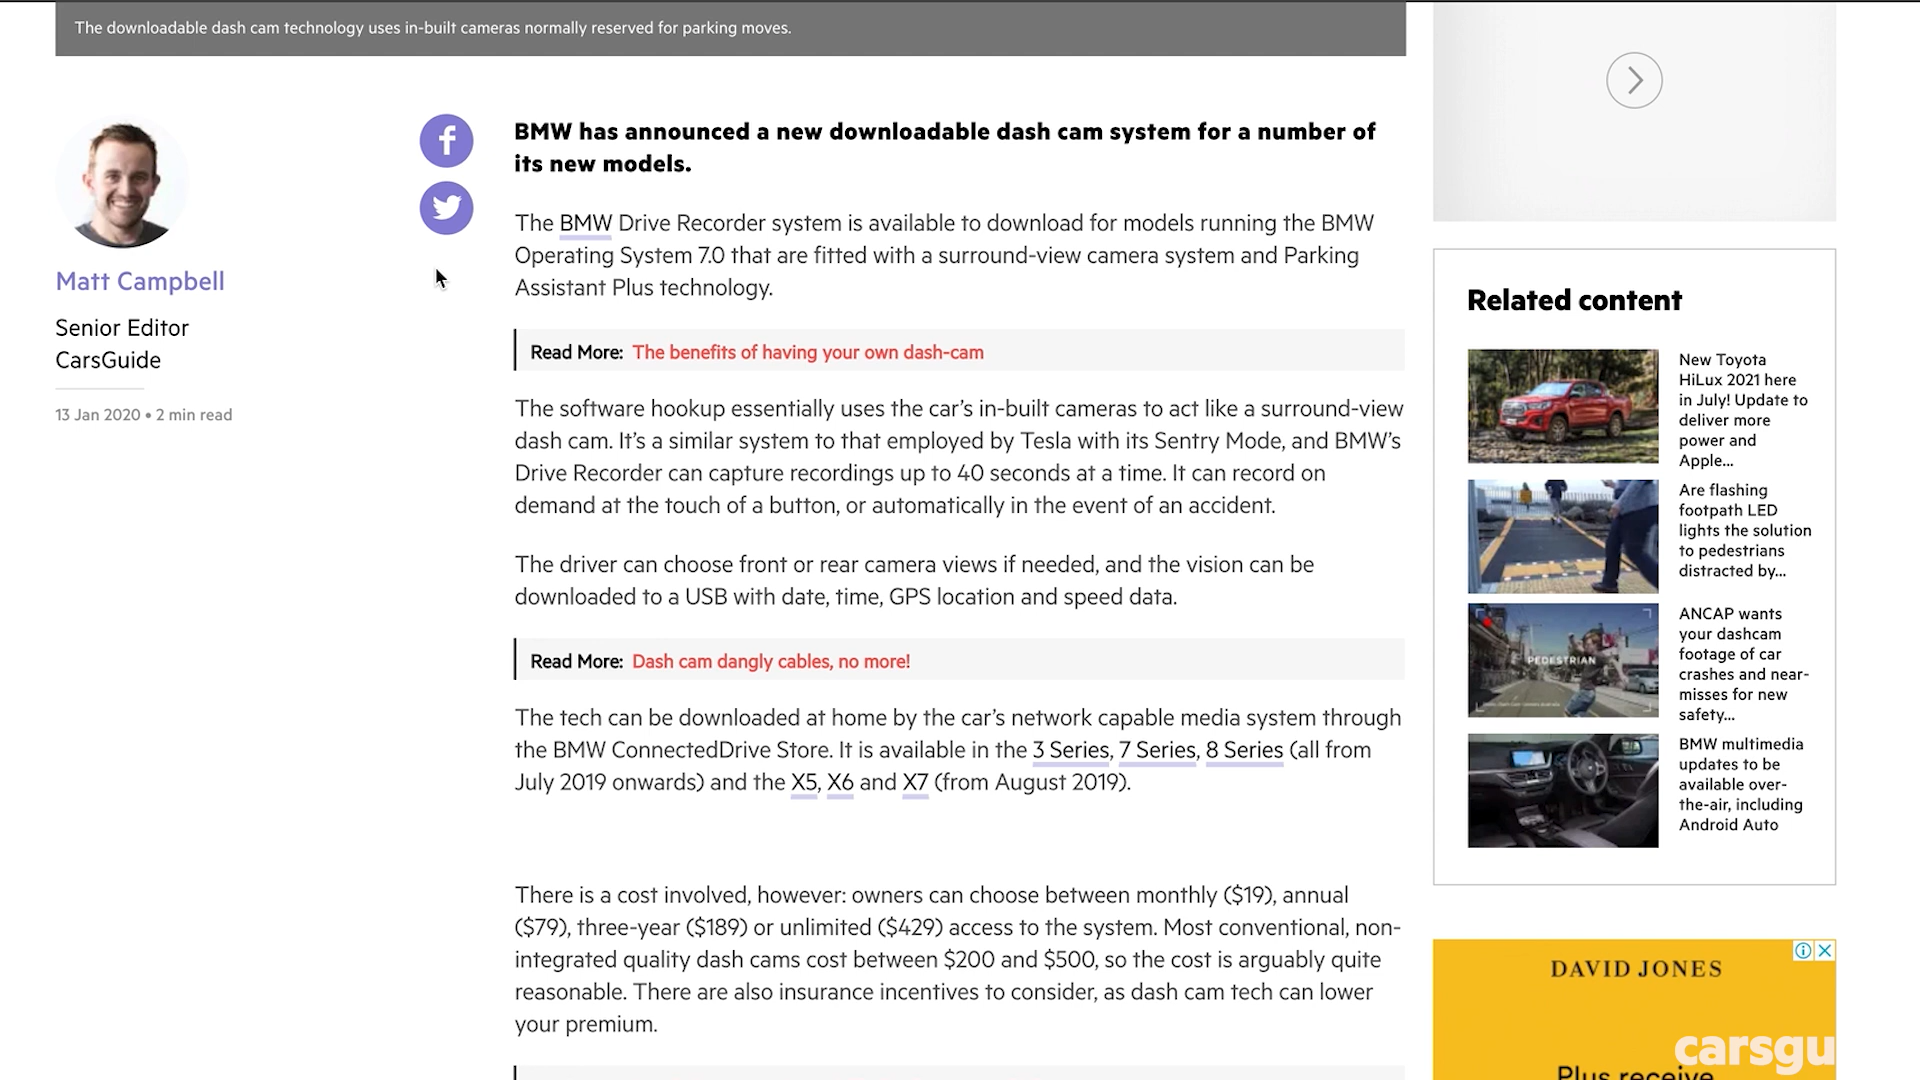 The downloadable dash cam technology uses in-built cameras normally reserved for parking moves.
Matt Campbell
Senior Editor
CarsGuide
13 Jan 2020 • 2 min read
BMW has announced a new downloadable dash cam system for a number of
its new models.
The BMW Drive Recorder system is available to download for models running the BMW
Operating System 7.0 that are fitted with a surround-view camera system and Parking
Assistant Plus technology.
Read More: The benefits of having your own dash-cam
The software hookup essentially uses the car’s in-built cameras to act like a surround-view
dash cam. It’s a similar system to that employed by Tesla with its Sentry Mode, and BMW’s
Drive Recorder can capture recordings up to 40 seconds at a time. It can record on
demand at the touch of a button, or automatically in the event of an accident.
The driver can choose front or rear camera views if needed, and the vision can be
downloaded to a USB with date, time, GPS location and speed data.
Read More: Dash cam dangly cables, no more!
The tech can be downloaded at home by the car’s network capable media system through
the BMW ConnectedDrive Store. It is available in the 3 Series, 7 Series, 8 Series (all from
July 2019 onwards) and the X5, X6 and X7 (from August 2019).
There is a cost involved, however: owners can choose between monthly ($19), annual
($79), three-year ($189) or unlimited ($429) access to the system. Most conventional, non-
integrated quality dash cams cost between $200 and $500, so the cost is arguably quite
reasonable. There are also insurance incentives to consider, as dash cam tech can lower
your premium.
Related content
New Toyota
HiLux 2021 here
in July! Update to
deliver more
power and
Apple...
Are flashing
footpath LED
lights the solution
to pedestrians
distracted by...
PEDESTRIAN
ANCAP wants
your dashcam
footage of car
crashes and near-
misses for new
safety...
BMW multimedia
updates to be
available over-
the-air, including
Android Auto
DAVID JONES
Plus receive
carsgu